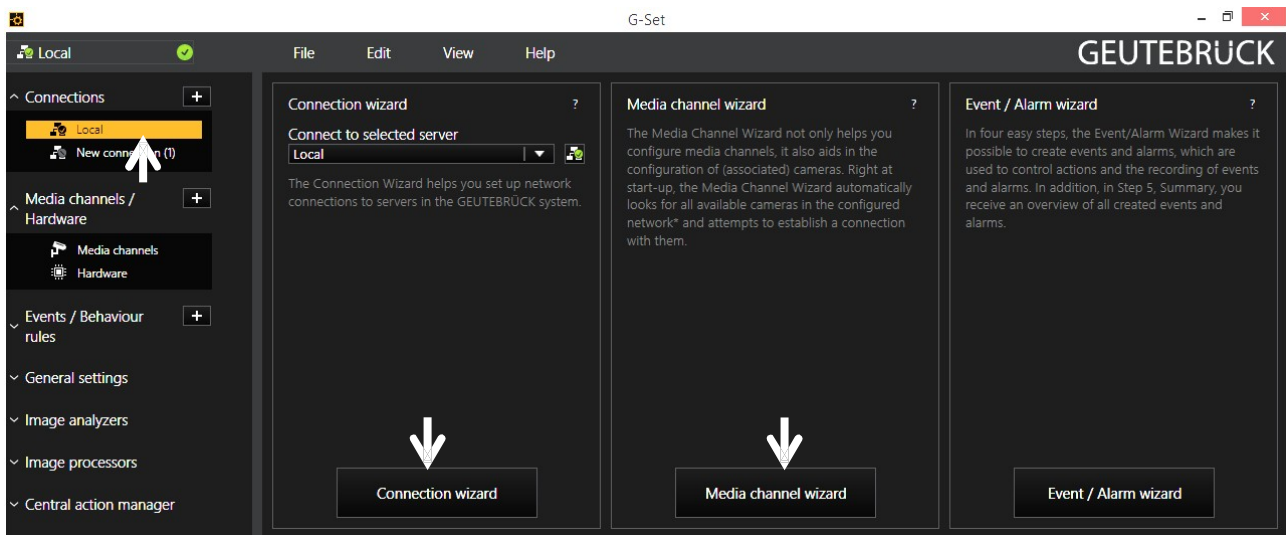 G-Set
Local
File Edit View Help
GEUTEBRÜCK
Connections +
Local
New connection (1)
Media channels /
Hardware +
Media channels
Hardware
Events / Behaviour
rules +
General settings
Image analyzers
Image processors
Central action manager
Connection wizard ?
Connect to selected server
Local
The Connection Wizard helps you set up network
connections to servers in the GEUTEBRÜCK system.
Connection wizard
Media channel wizard ?
The Media Channel Wizard not only helps you
configure media channels, it also aids in the
configuration of (associated) cameras. Right at
start-up, the Media Channel Wizard automatically
looks for all available cameras in the configured
network* and attempts to establish a connection
with them.
Media channel wizard
Event / Alarm wizard ?
In four easy steps, the Event/Alarm Wizard makes it
possible to create events and alarms, which are
used to control actions and the recording of events
and alarms. In addition, in Step 5, Summary, you
receive an overview of all created events and
alarms.
Event / Alarm wizard